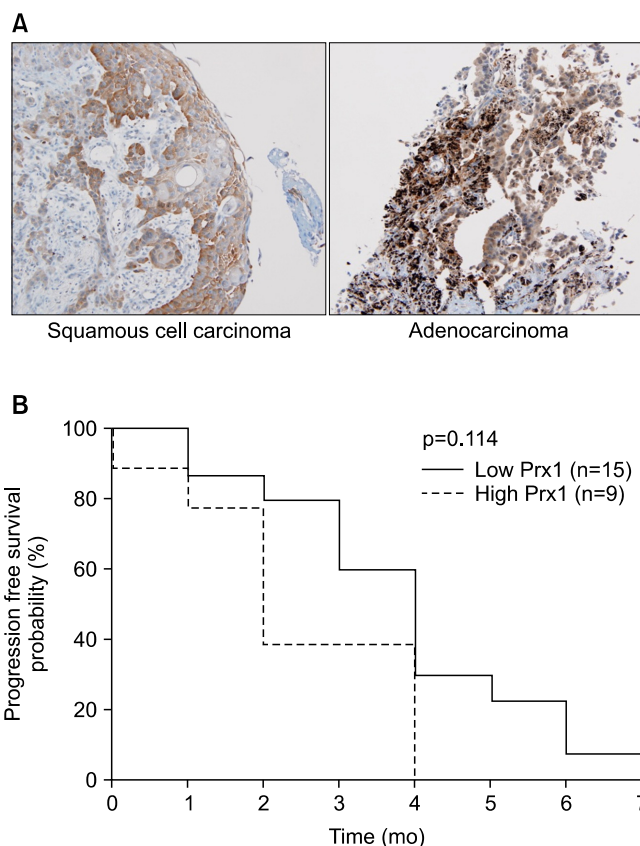 A
Squamous cell carcinoma
Adenocarcinoma
B
Progression free survival
probability (%)
100
80
60
40
20
0
p=0.114
Low Prx1 (n=15)
High Prx1 (n=9)
0 1 2 3 4 5 6 7
Time (mo)